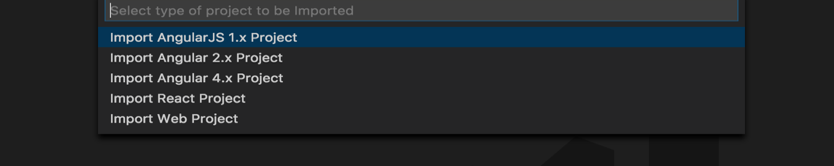 Select type of project to be Imported
Import AngularJS 1.x Project
Import Angular 2.x Project
Import Angular 4.x Project
Import React Project
Import Web Project